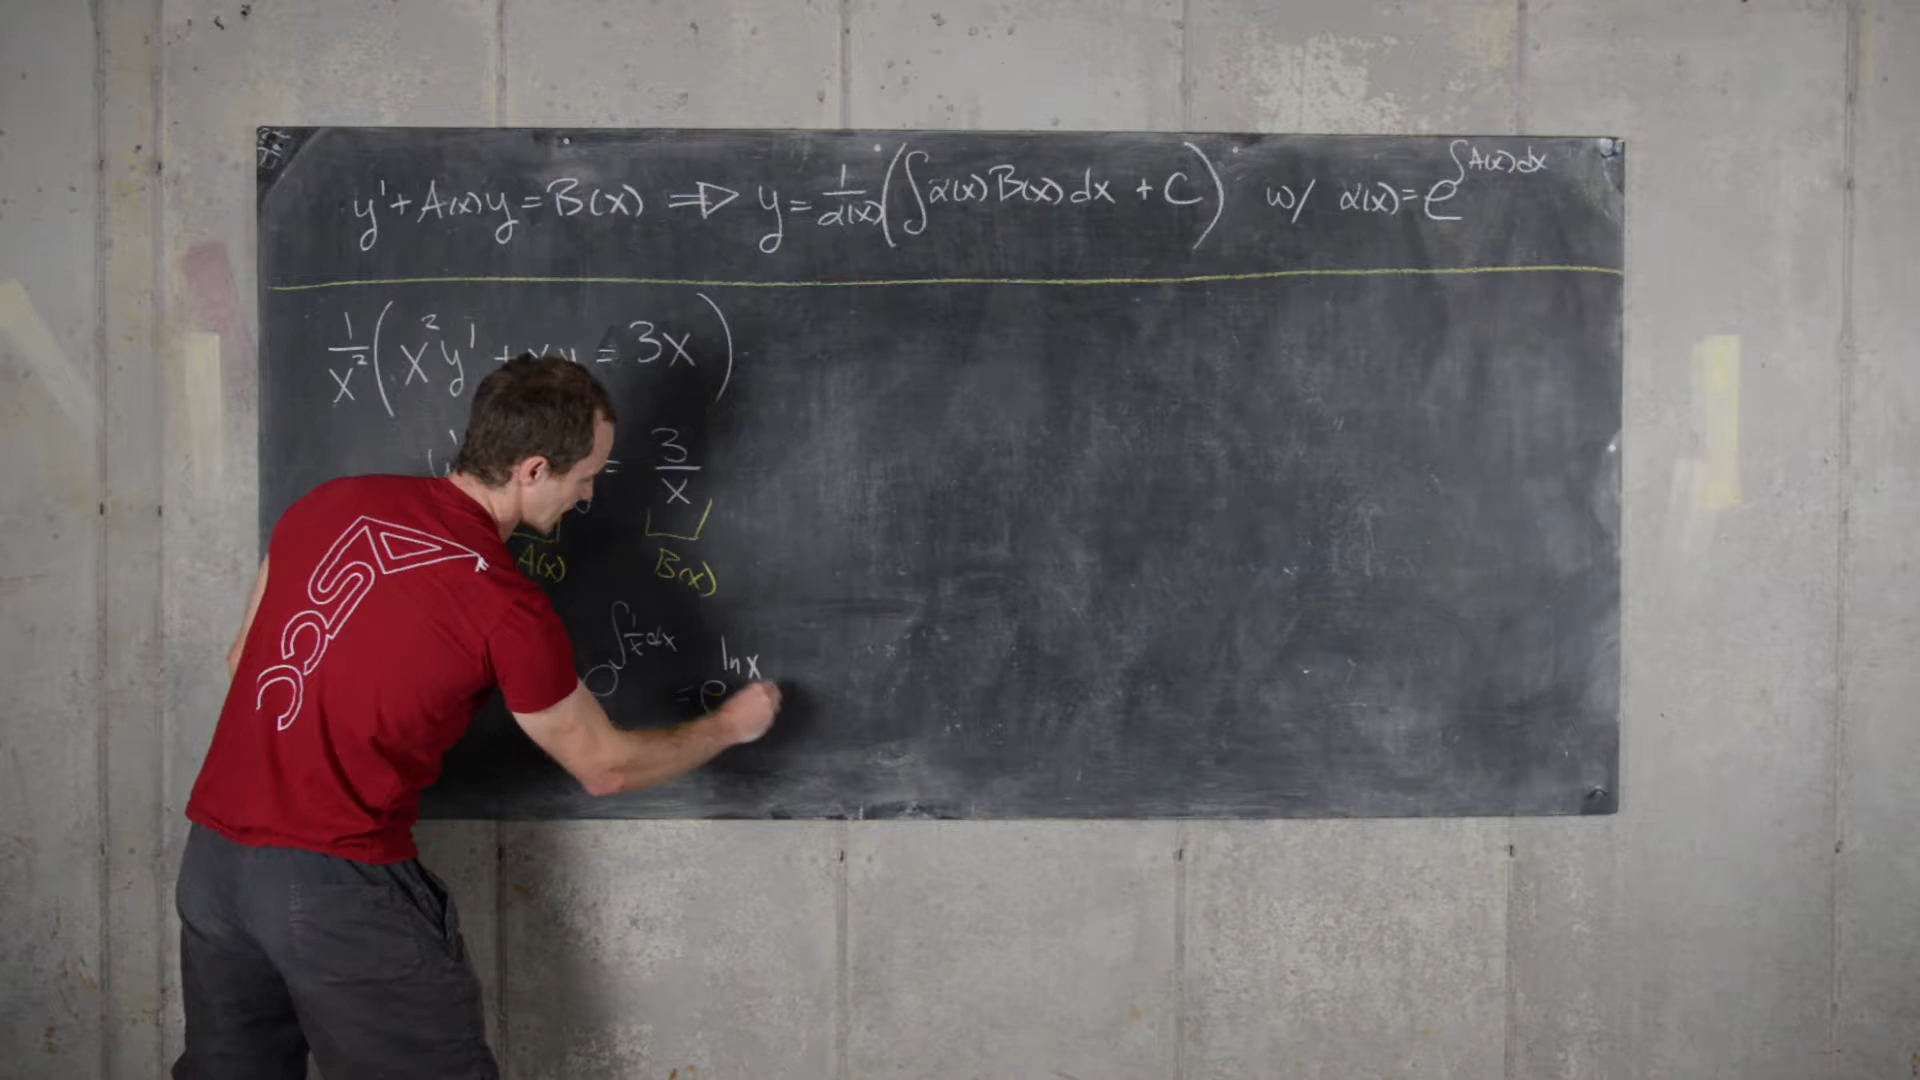 y' + A(x)y = B(x) ⇒ y = 1/α(x) (∫α(x)B(x)dx + C) w/ α(x) = e^∫A(x)dx
1/x² (x²y' + xy = 3x)
= 3/x
A(x) B(x)
e^∫1/x dx = e^ln x